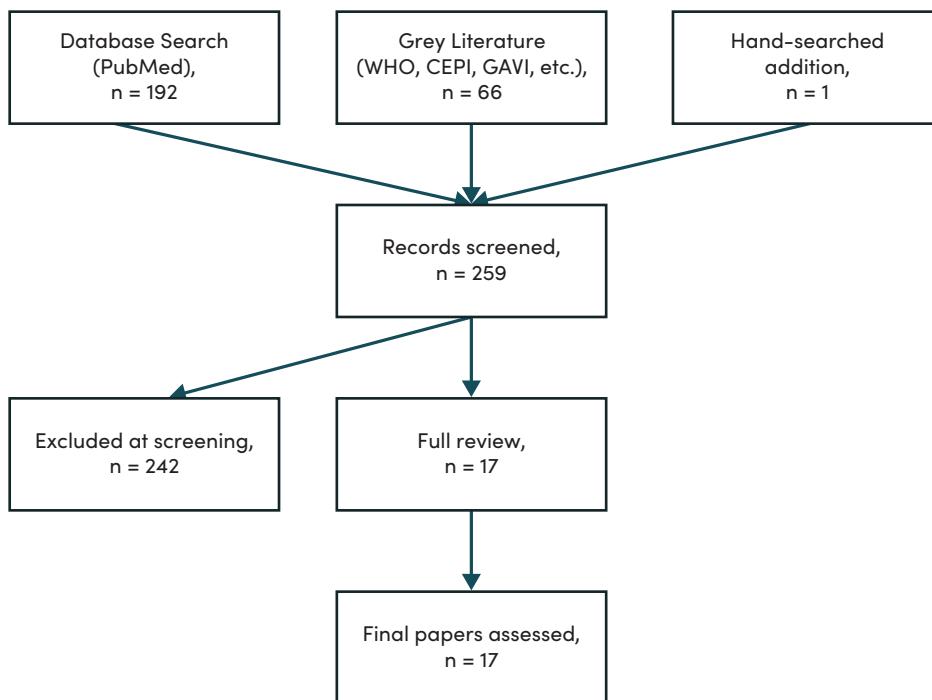 Database Search
(PubMed),
n = 192
Grey Literature
(WHO, CEPI, GAVI, etc.),
n = 66
Hand-searched
addition,
n = 1
Records screened,
n = 259
Excluded at screening,
n = 242
Full review,
n = 17
Final papers assessed,
n = 17